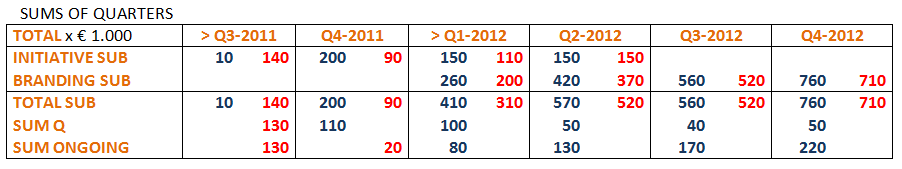 SUMS OF QUARTERS
TOTAL x € 1.000 > Q3-2011 Q4-2011 > Q1-2012 Q2-2012 Q3-2012 Q4-2012
INITIATIVE SUB 10 140 200 90 150 110 150 150
BRANDING SUB 260 200 420 370 560 520 760 710
TOTAL SUB 10 140 200 90 410 310 570 520 560 520 760 710
SUM Q 130 110 100 50 40 50
SUM ONGOING 130 20 80 130 170 220